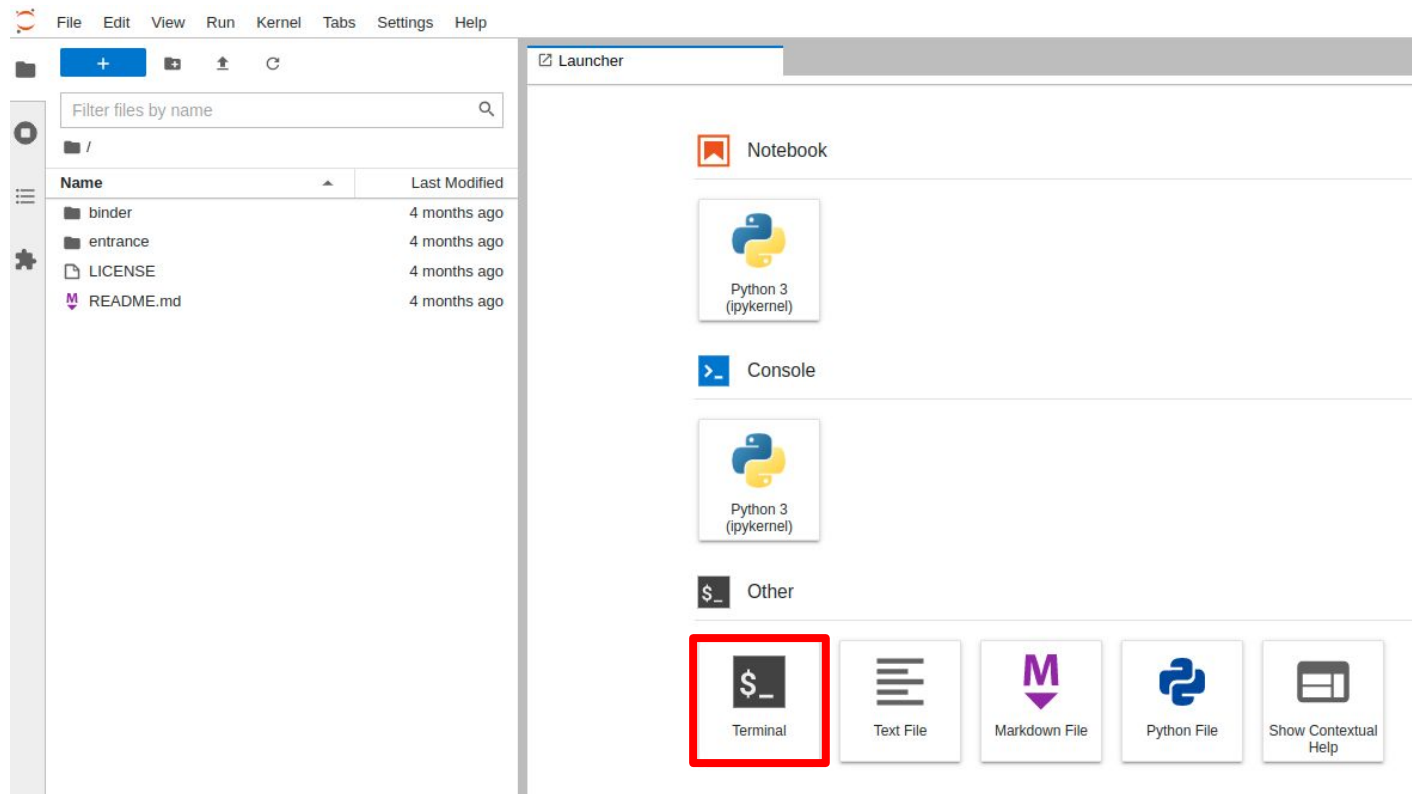 File Edit View Run Kernel Tabs Settings Help
+
Launcher
Filter files by name
/
Name Last Modified
binder 4 months ago
entrance 4 months ago
LICENSE 4 months ago
M README.md 4 months ago
Notebook
Python 3
(ipykernel)
>_ Console
Python 3
(ipykernel)
$_ Other
$_
M
Terminal
Text File
Markdown File
Python File
Show Contextual
Help